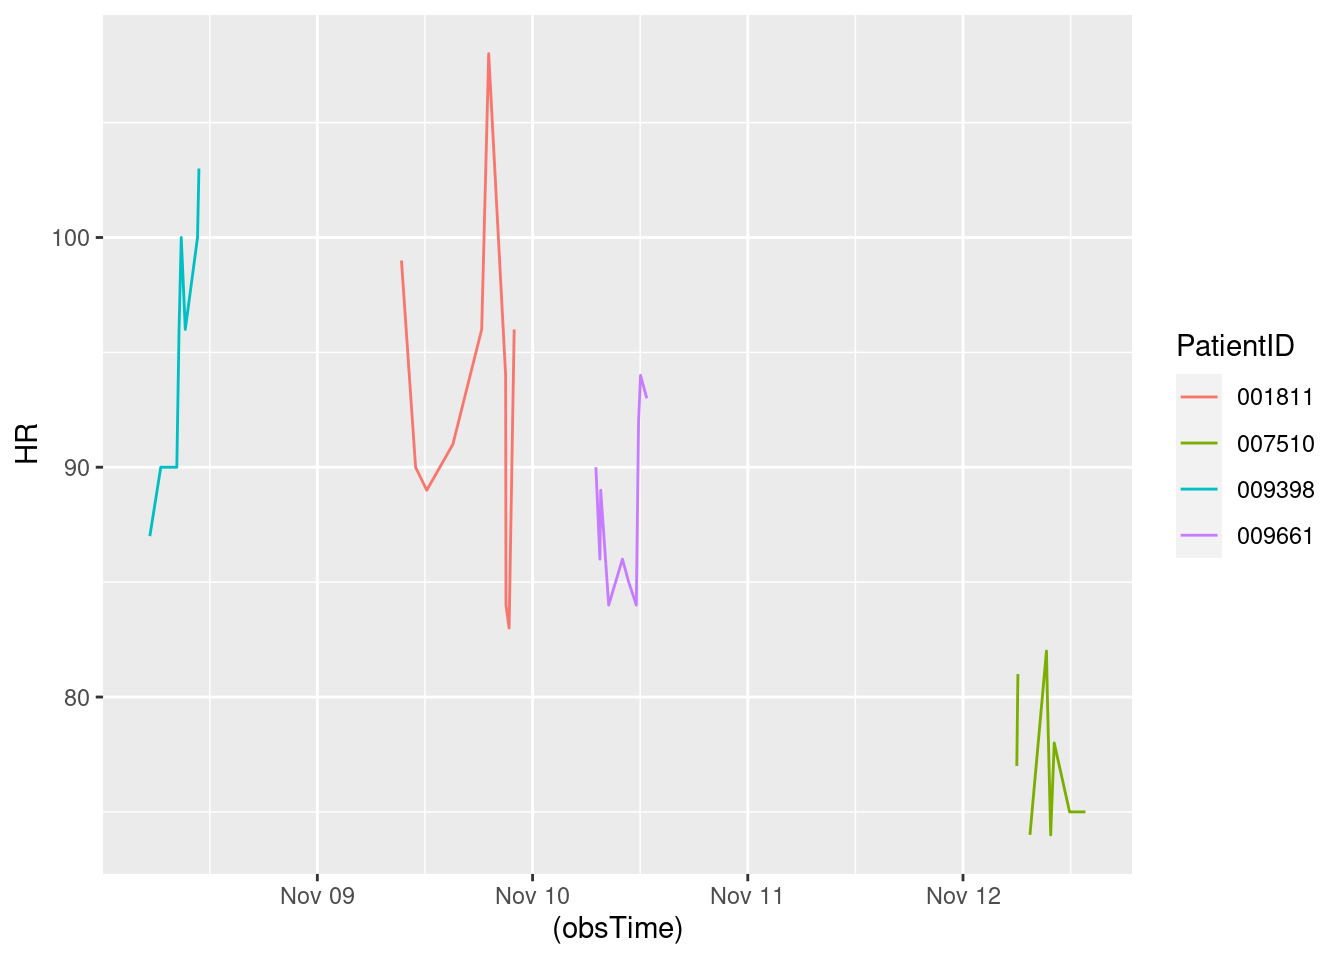 HR
100
90
80
Nov 09
Nov 10
Nov 11
Nov 12
(obsTime)
PatientID
001811
007510
009398
009661